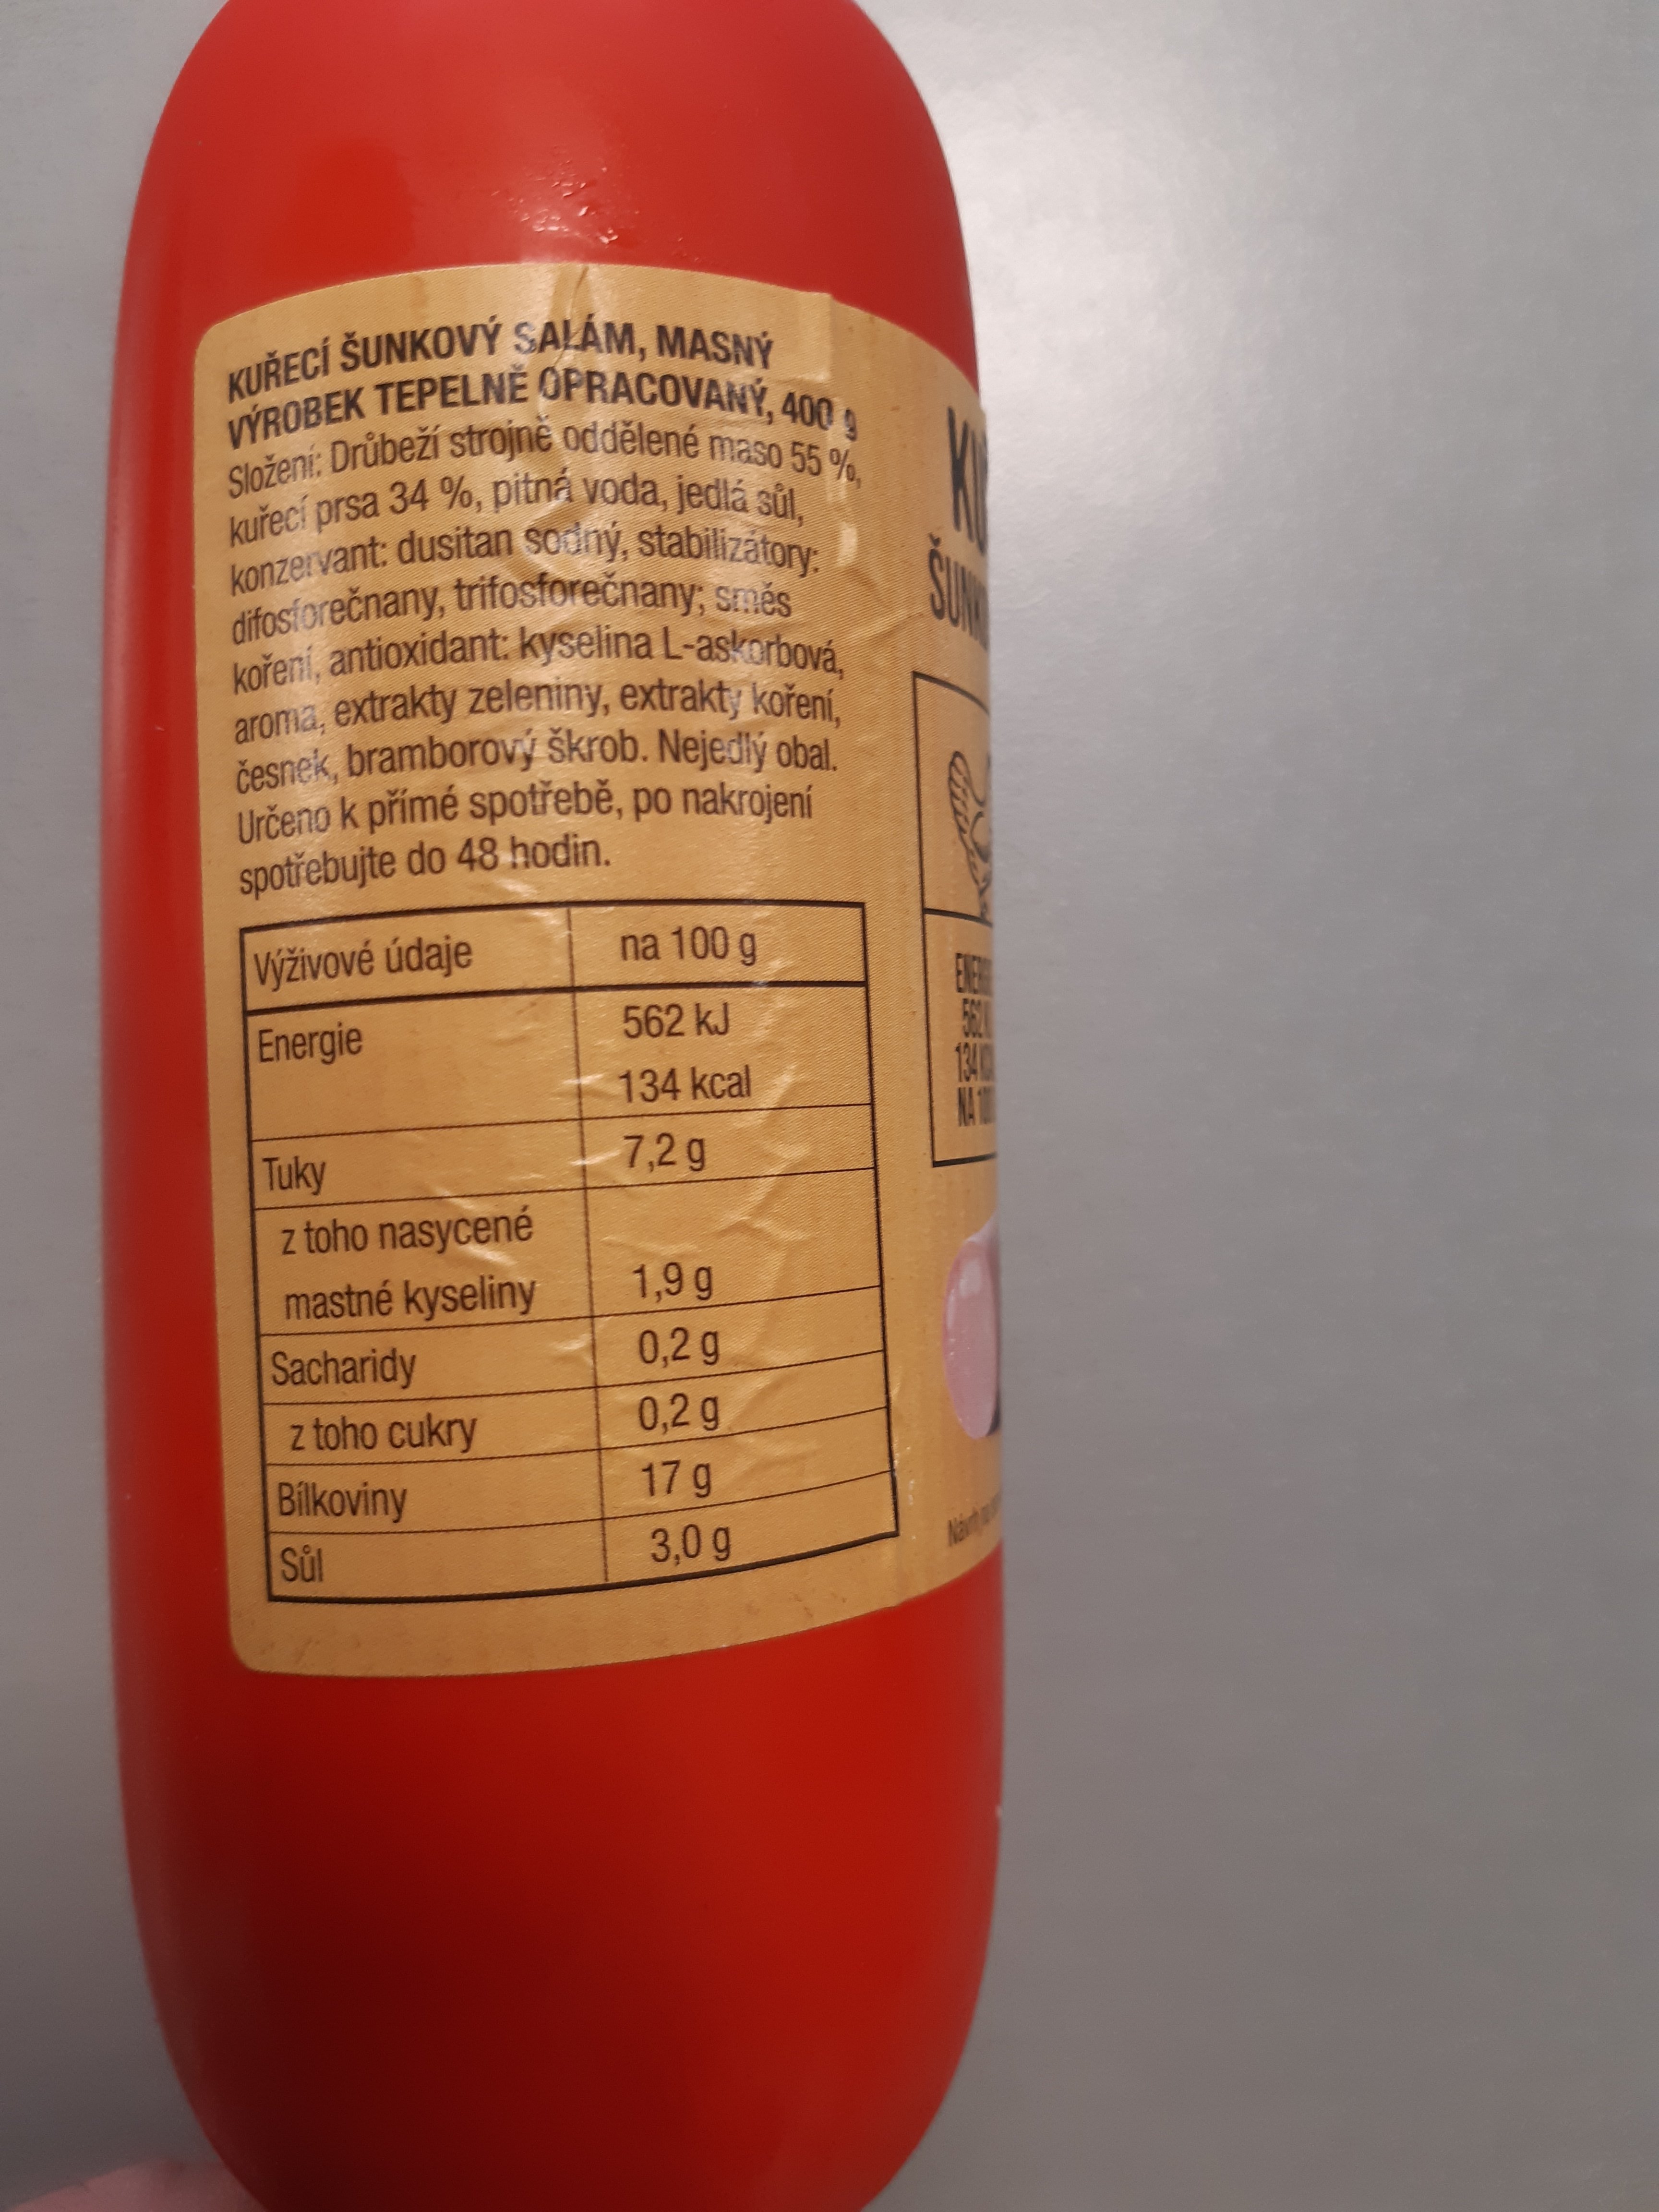 KUŘECÍ ŠUNKOVÝ SALÁM, MASNÝ
VÝROBEK TEPELNĚ OPRACOVANÝ, 400 g
Složení: Drůbeží strojně oddělené maso 55 %,
kuřecí prsa 34 %, pitná voda, jedlá sůl,
konzervant: dusitan sodný, stabilizátory:
difosforečnany, trifosforečnany; směs
koření, antioxidant: kyselina L-askorbová,
aroma, extrakty zeleniny, extrakty koření,
česnek, bramborový škrob. Nejedlý obal.
Určeno k přímé spotřebě, po nakrojení
spotřebujte do 48 hodin.
Výživové údaje na 100 g
Energie 562 kJ
134 kcal
Tuky 7,2 g
z toho nasycené
mastné kyseliny 1,9 g
Sacharidy 0,2 g
z toho cukry 0,2 g
Bílkoviny 17 g
Sůl 3,0 g
562
134
NA